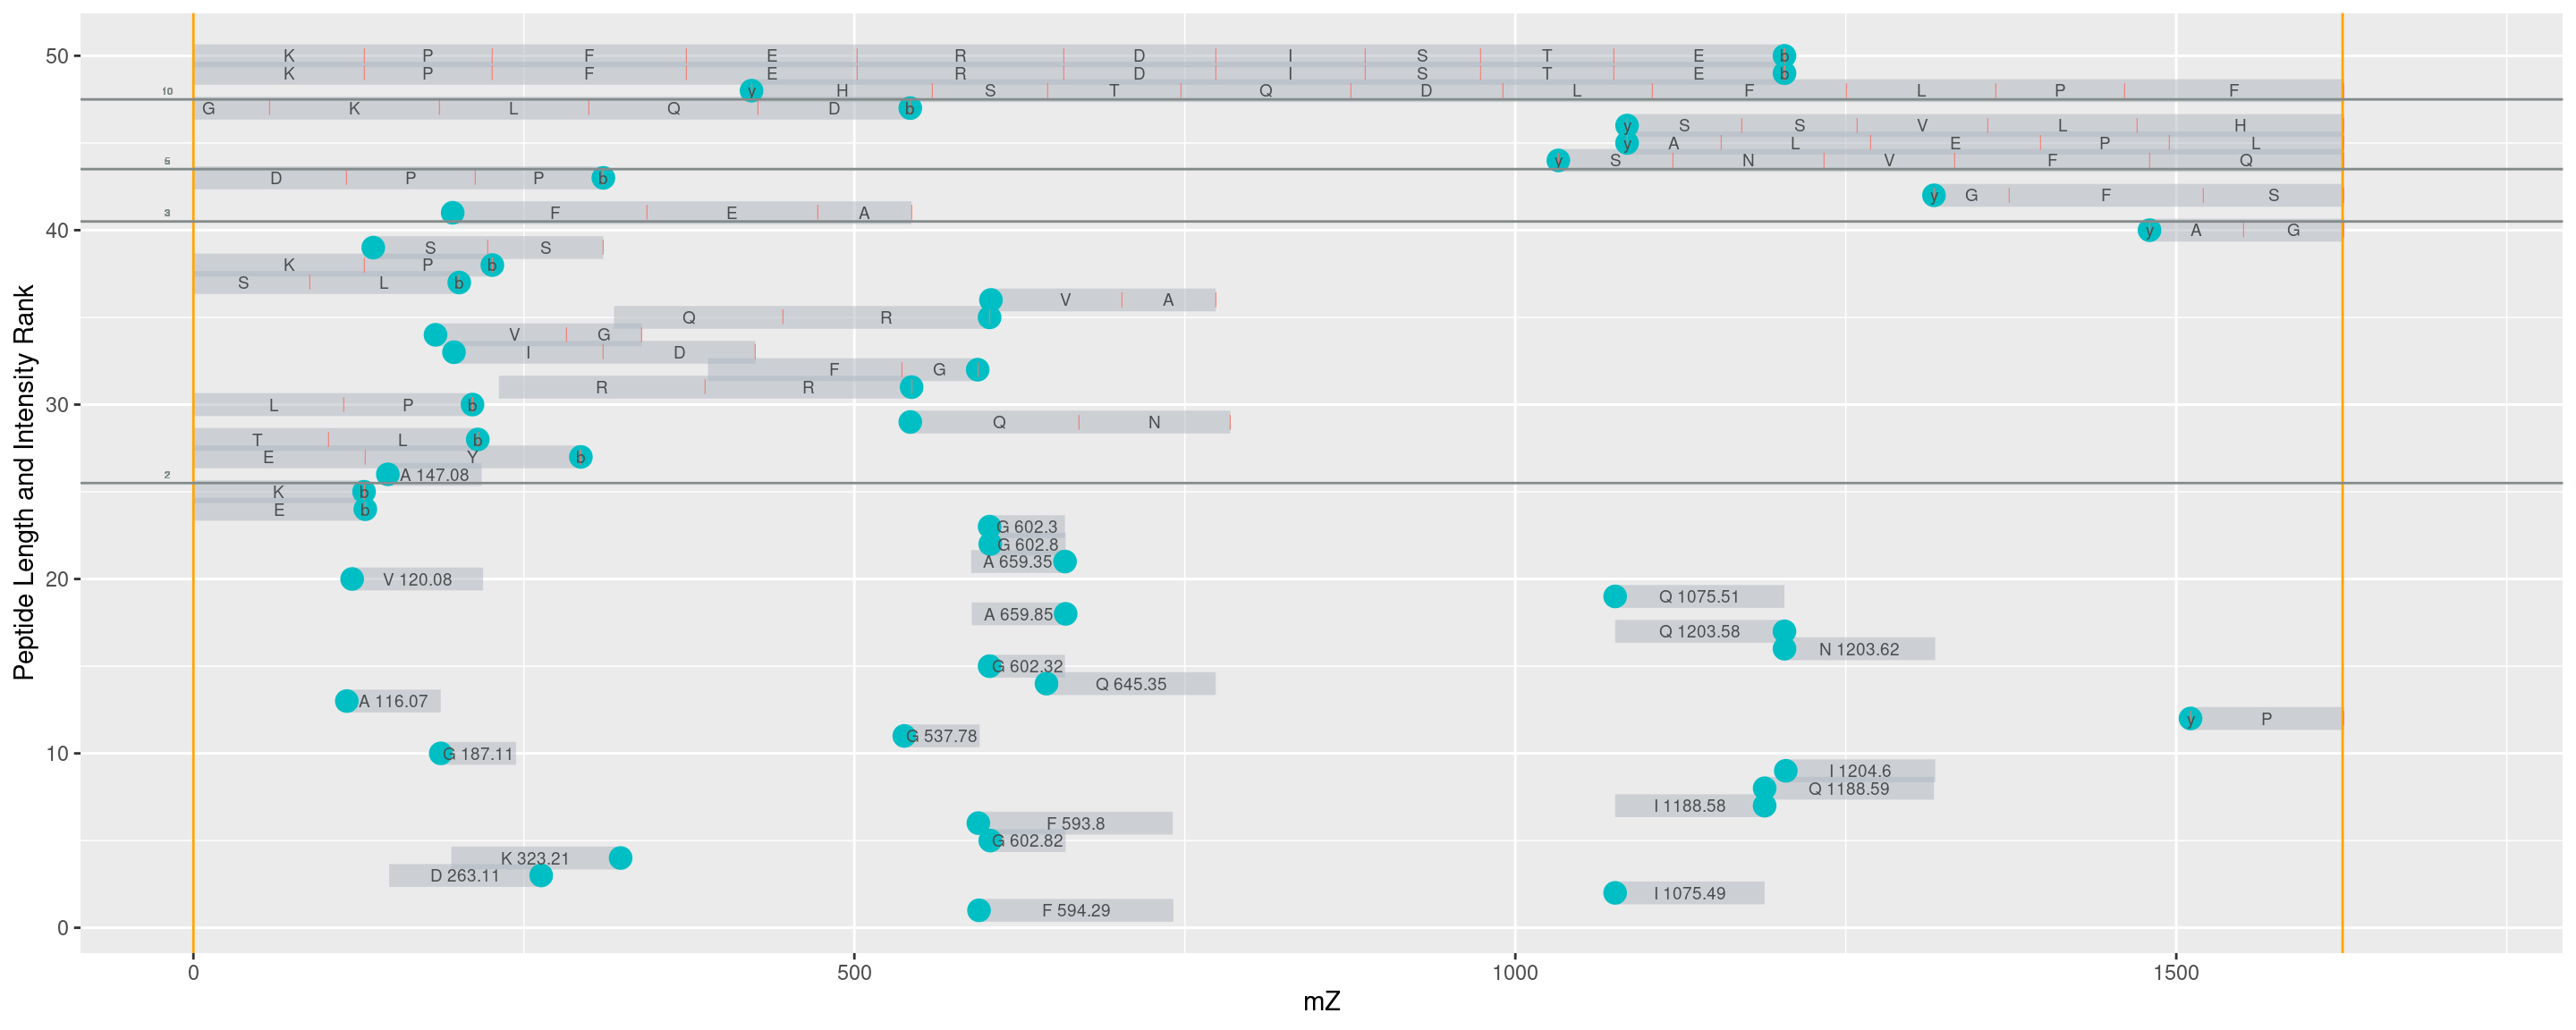 50
K P F E R D I S T E b
K P F E R D I S T E b
10
y H S T Q D L F L P F
G K L Q D b
y S S V L H
y A L E P L
y S N V F Q
D P P b
y G F S
3
F E A
40
y A G
S S
K P b
S L b
V A
Q R
V G
I D
F G
R R
30
L P b
Q N
T L b
E Y b
2
A 147.08
K b
E b
G 602.3
G 602.8
A 659.35
20
V 120.08
Q 1075.51
A 659.85
Q 1203.58
N 1203.62
G 602.32
Q 645.35
A 116.07
P
y
G 537.78
10
G 187.11
I 1204.6
Q 1188.59
I 1188.58
F 593.8
G 602.82
K 323.21
D 263.11
I 1075.49
F 594.29
0
0 500 1000 1500
mZ
Peptide Length and Intensity Rank